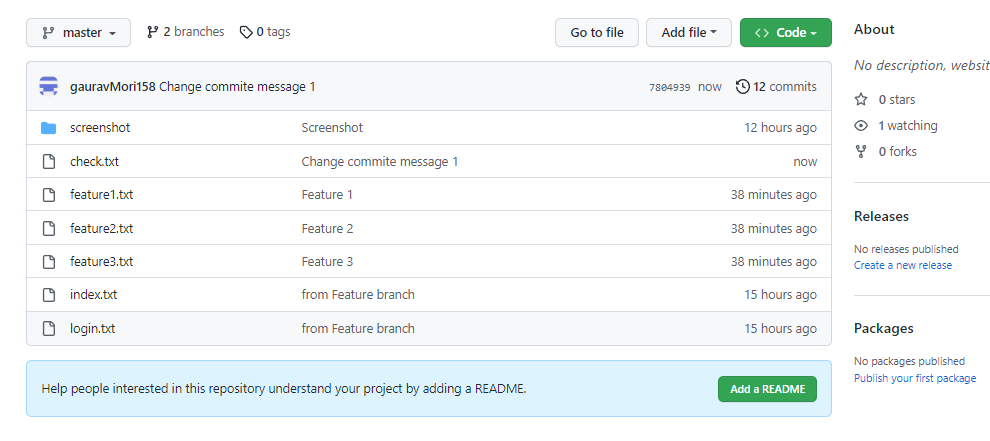 master 2 branches 0 tags Go to file Add file Code
gauravMori158 Change commite message 1 7804939 now 12 commits
screenshot Screenshot 12 hours ago
check.txt Change commite message 1 now
feature1.txt Feature 1 38 minutes ago
feature2.txt Feature 2 38 minutes ago
feature3.txt Feature 3 38 minutes ago
index.txt from Feature branch 15 hours ago
login.txt from Feature branch 15 hours ago
Help people interested in this repository understand your project by adding a README. Add a README
About
No description, websit
0 stars
1 watching
0 forks
Releases
No releases published
Create a new release
Packages
No packages published
Publish your first package